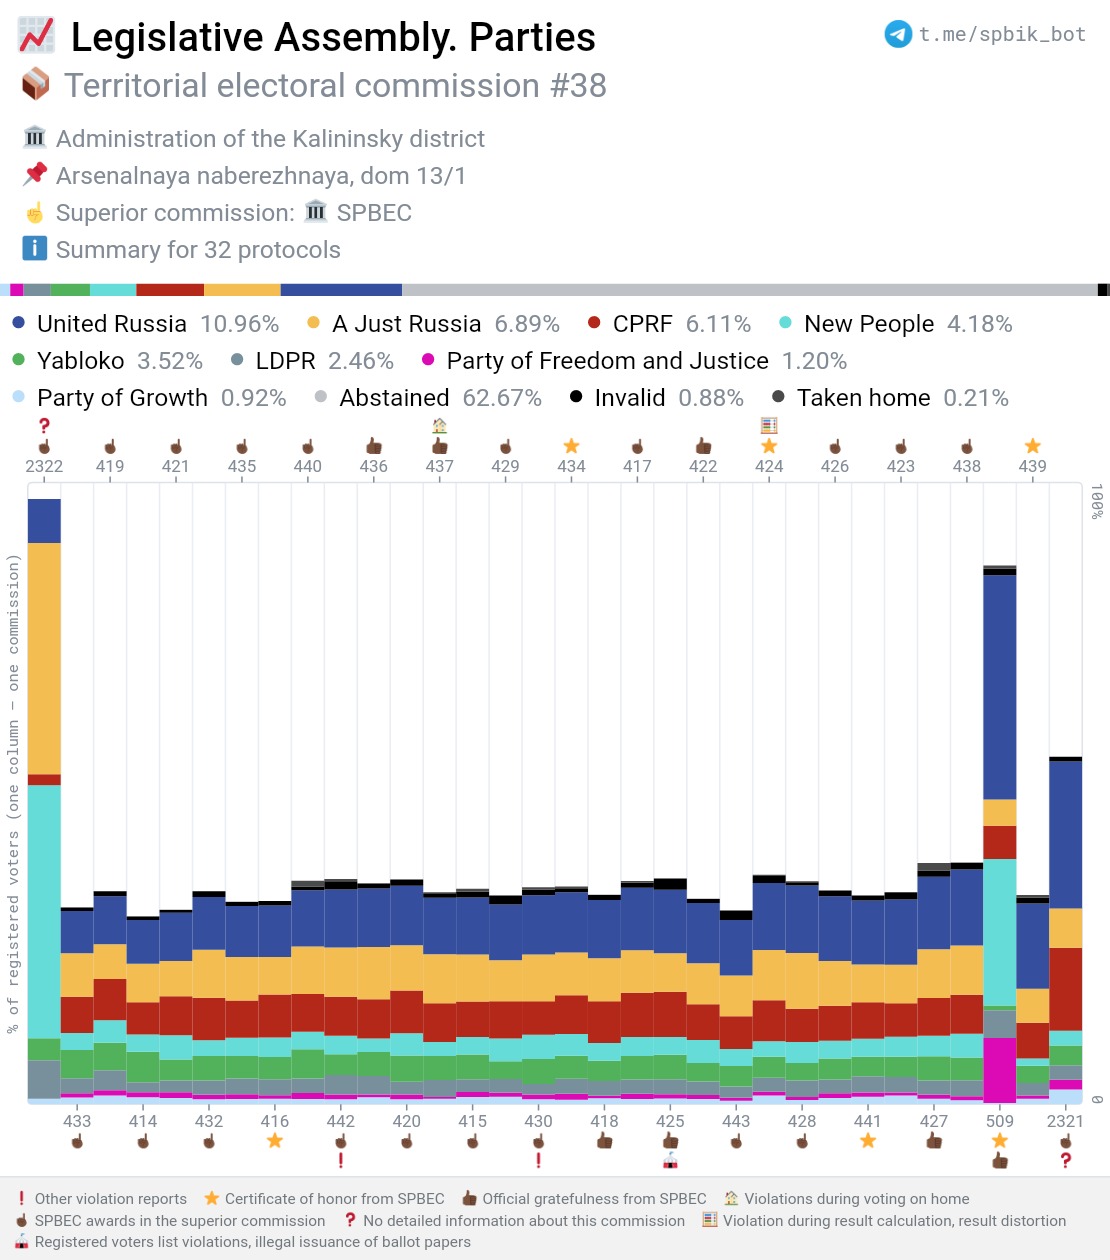 Legislative Assembly. Parties
t.me/spbik_bot
Territorial electoral commission #38
Administration of the Kalininsky district
Arsenalnaya naberezhnaya, dom 13/1
Superior commission: SPBEC
Summary for 32 protocols
United Russia 10.96% A Just Russia 6.89% CPRF 6.11% New People 4.18%
Yabloko 3.52% LDPR 2.46% Party of Freedom and Justice 1.20%
Party of Growth 0.92% Abstained 62.67% Invalid 0.88% Taken home 0.21%
2322 419 421 435 440 436 437 429 434 417 422 424 426 423 438 439
100%
% of registered voters (one column – one commission)
0
433 414 432 416 442 420 415 430 418 425 443 428 441 427 509 2321
Other violation reports Certificate of honor from SPBEC Official gratefulness from SPBEC Violations during voting on home
SPBEC awards in the superior commission No detailed information about this commission Violation during result calculation, result distortion
Registered voters list violations, illegal issuance of ballot papers